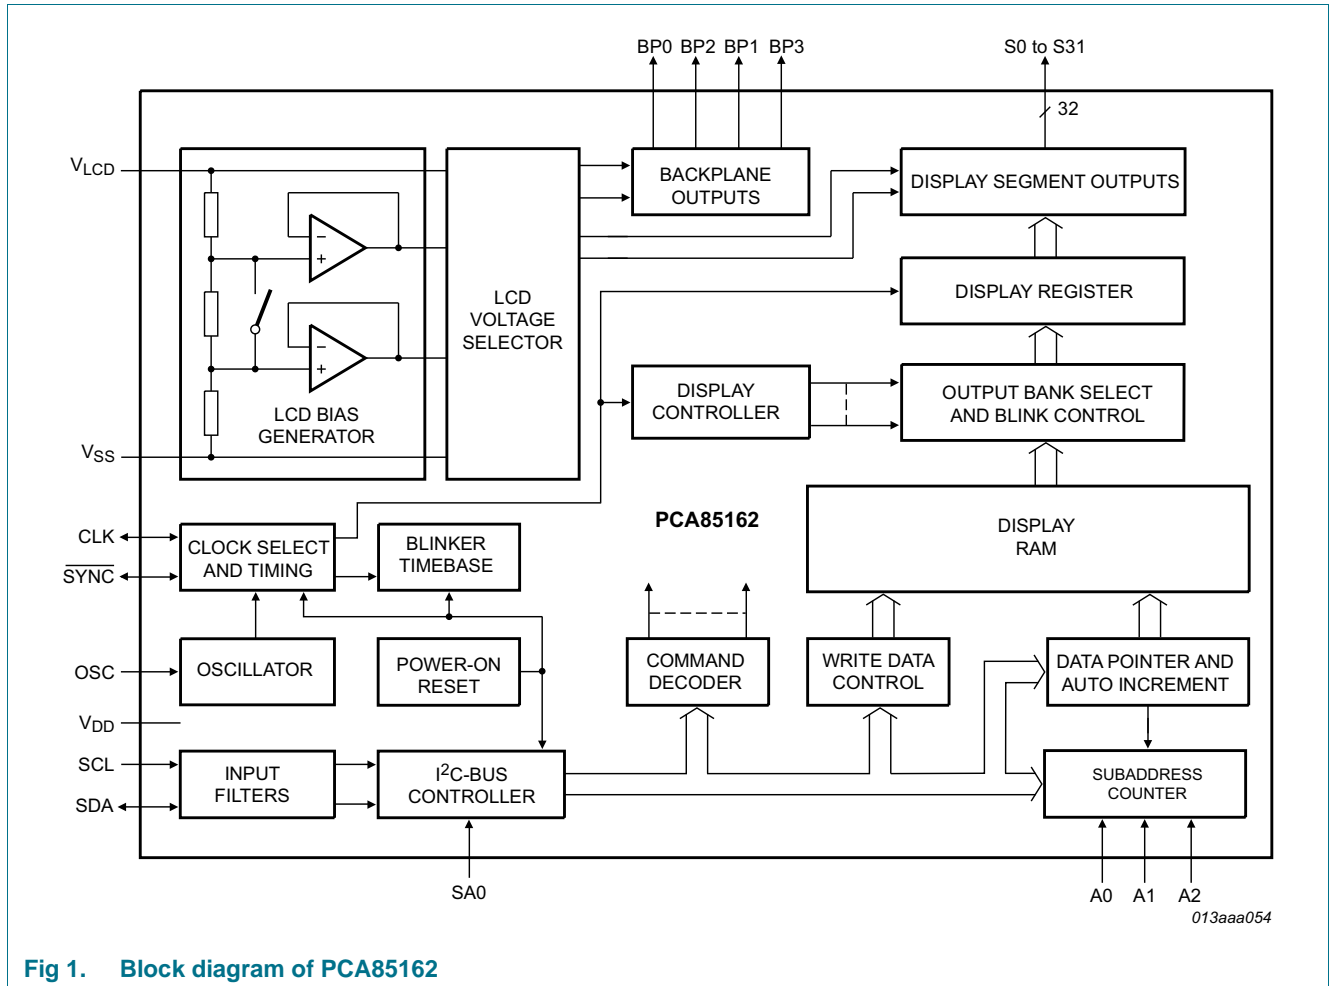 BP0 BP2 BP1 BP3
S0 to S31
32
VLCD
BACKPLANE
OUTPUTS
DISPLAY SEGMENT OUTPUTS
−
+
LCD
VOLTAGE
SELECTOR
DISPLAY REGISTER
−
+
LCD BIAS
GENERATOR
DISPLAY
CONTROLLER
OUTPUT BANK SELECT
AND BLINK CONTROL
VSS
CLK
SYNC
CLOCK SELECT
AND TIMING
BLINKER
TIMEBASE
PCA85162
DISPLAY
RAM
OSC
OSCILLATOR
POWER-ON
RESET
COMMAND
DECODER
WRITE DATA
CONTROL
DATA POINTER AND
AUTO INCREMENT
VDD
SCL
SDA
INPUT
FILTERS
I2C-BUS
CONTROLLER
SUBADDRESS
COUNTER
SA0
A0 A1 A2
013aaa054
Fig 1. Block diagram of PCA85162